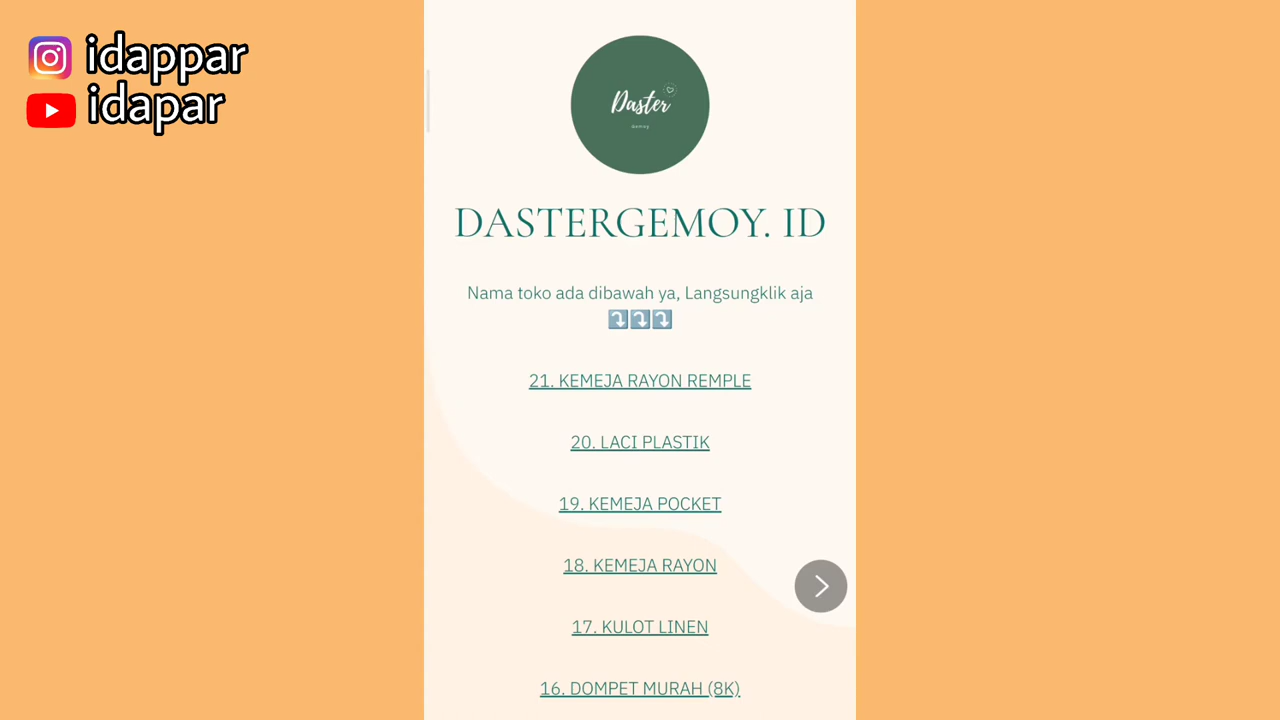 idappar
idapar
Daster
DASTERGEMOY. ID
Nama toko ada dibawah ya, Langsungklik aja
⤵️⤵️⤵️
21. KEMEJA RAYON REMPLE
20. LACI PLASTIK
19. KEMEJA POCKET
18. KEMEJA RAYON
17. KULOT LINEN
16. DOMPET MURAH (8K)